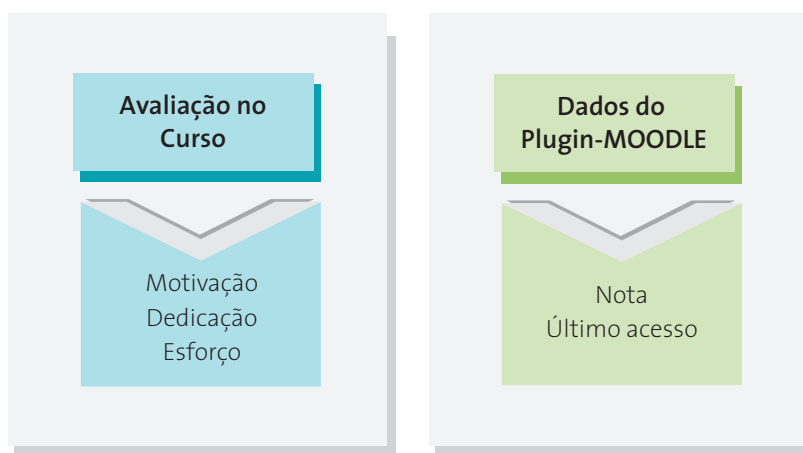 Avaliação no
Curso
Motivação
Dedicação
Esforço
Dados do
Plugin-MOODLE
Nota
Último acesso